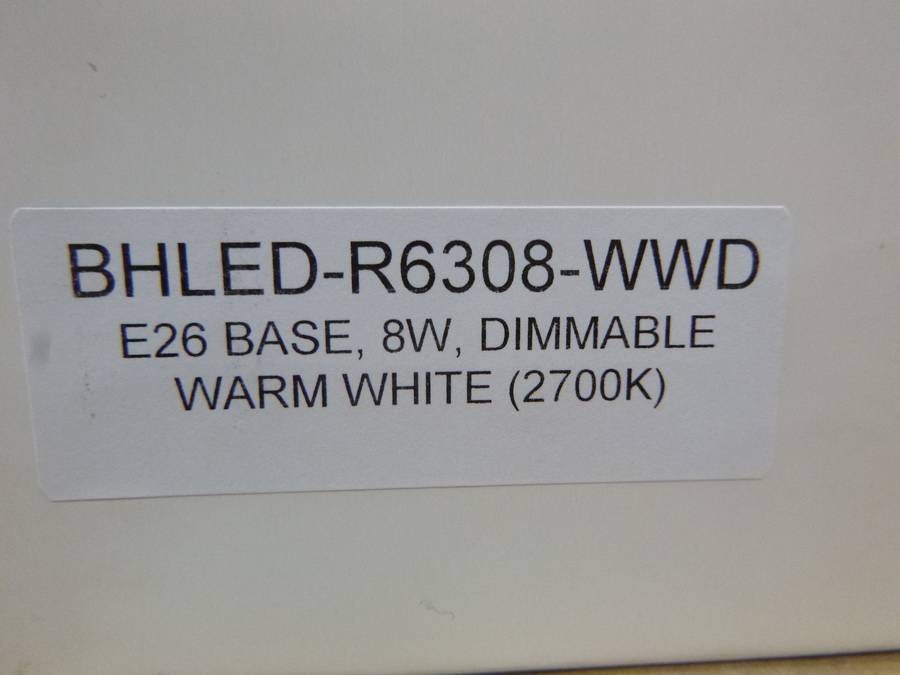 BHLED-R6308-WWD
E26 BASE, 8W, DIMMABLE
WARM WHITE (2700K)